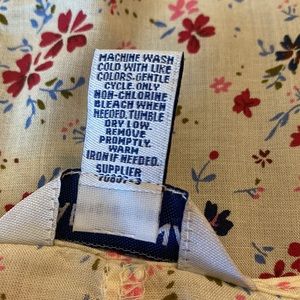 MACHINE WASH
COLD WITH LIKE
COLORS. GENTLE
CYCLE. ONLY
NON-CHLORINE
BLEACH WHEN
NEEDED. TUMBLE
DRY LOW.
REMOVE
PROMPTLY.
WARM
IRON IF NEEDED.
SUPPLIER